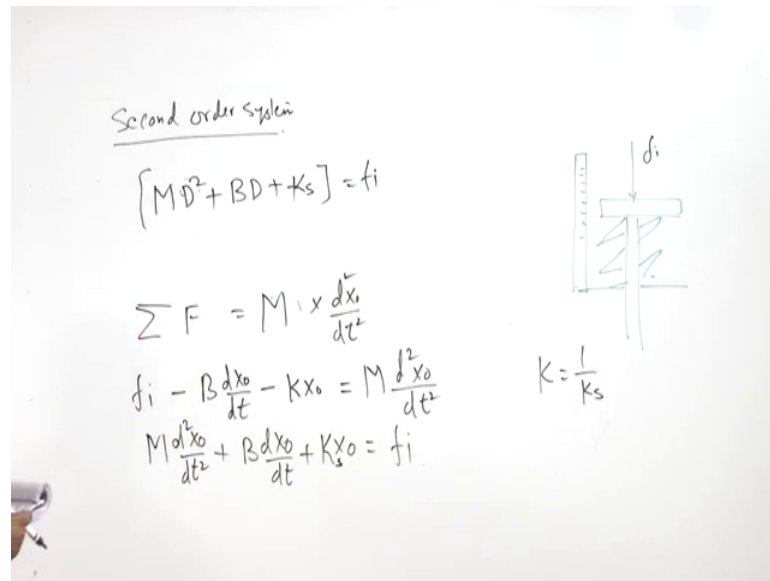 Second order system
[MD²+BD+Ks] = fi
fi
Σ F = M × d²x₀/dt²
fi - B dx₀/dt - Kx₀ = M d²x₀/dt²
K = 1/Ks
M d²x₀/dt² + B dx₀/dt + Ksx₀ = fi